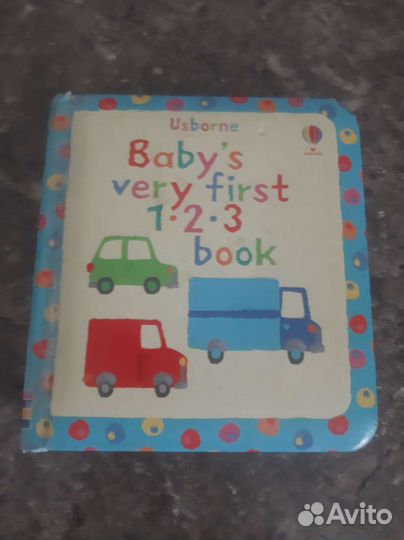 Usborne
Baby's
very first
1·2·3
book
Avito